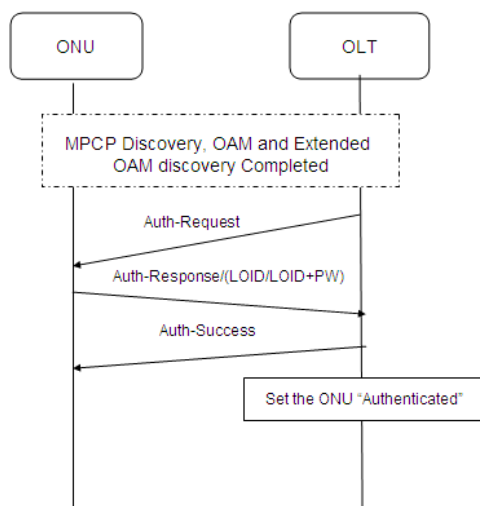 ONU
OLT
MPCP Discovery, OAM and Extended
OAM discovery Completed
Auth-Request
Auth-Response/(LOID/LOID+PW)
Auth-Success
Set the ONU “Authenticated”